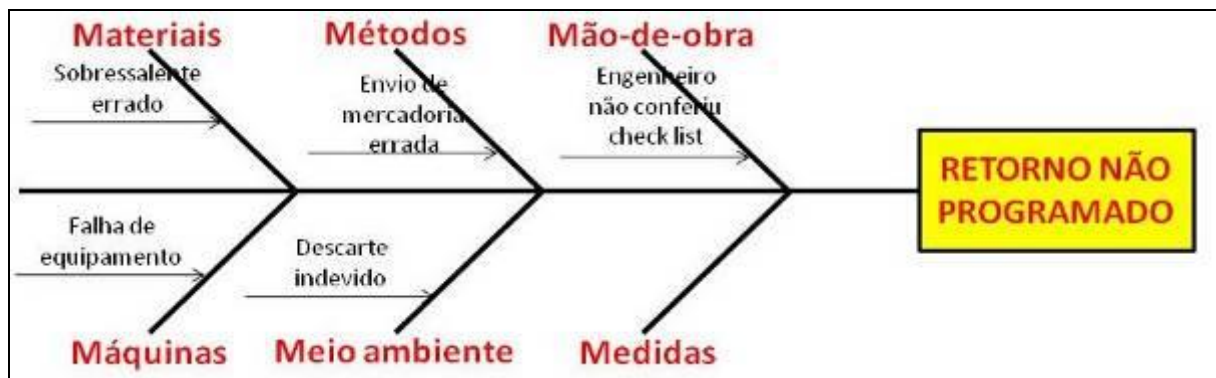 Materiais
Métodos
Mão-de-obra
Sobressalente
errado
Envio de
mercadoria
errada
Engenheiro
não conferiu
check list
RETORNO NÃO
PROGRAMADO
Falha de
equipamento
Descarte
indevido
Máquinas
Meio ambiente
Medidas